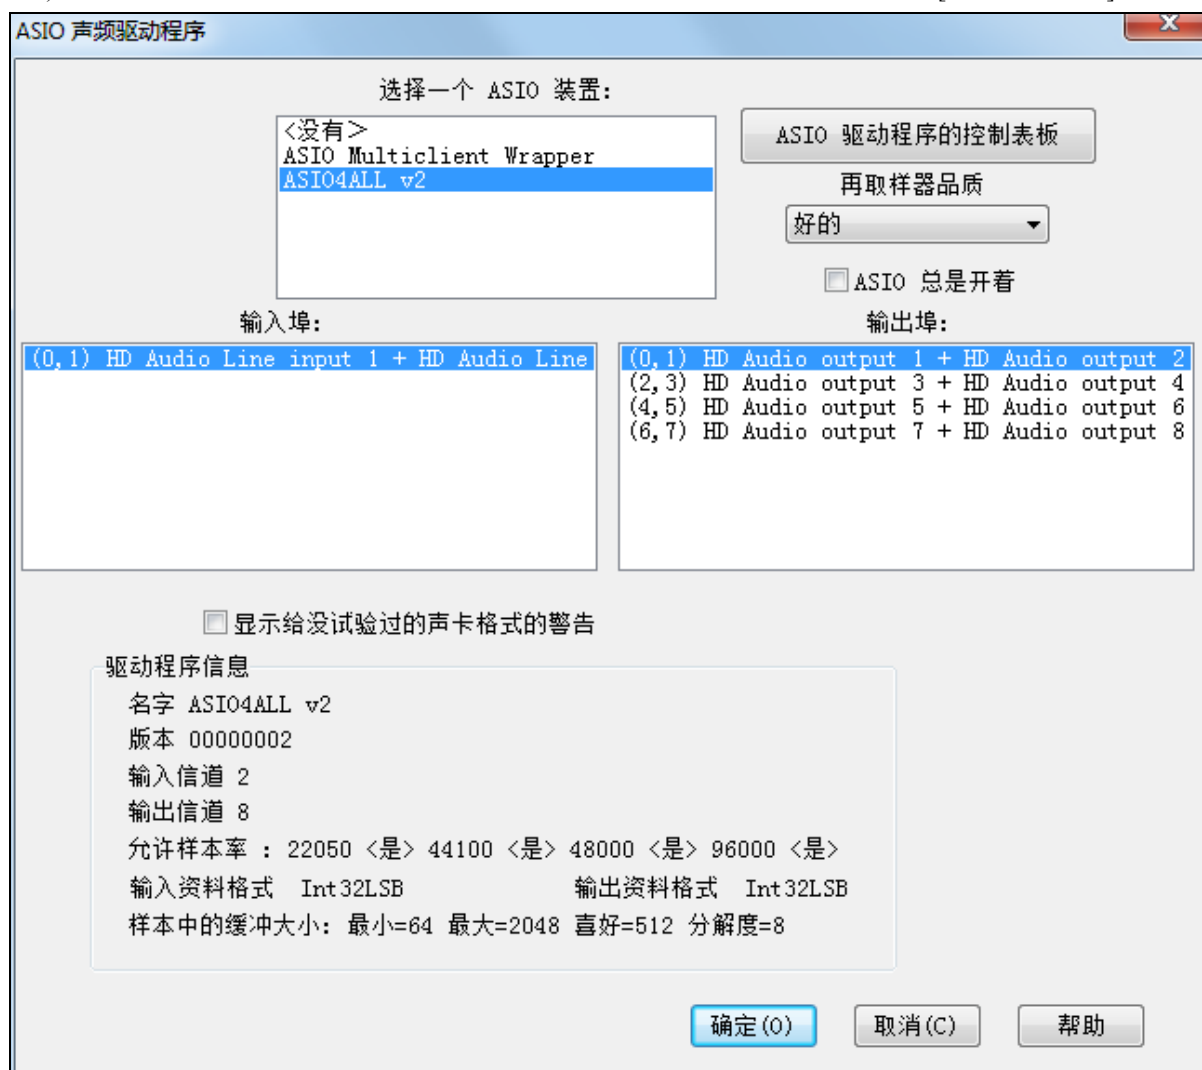 ASIO 声频驱动程序
选择一个 ASIO 装置:
<没有>
ASIO Multiclient Wrapper
ASIO4ALL v2
ASIO 驱动程序的控制表板
再取样器品质
好的
ASIO 总是开着
输入埠:
(0,1) HD Audio Line input 1 + HD Audio Line
输出埠:
(0,1) HD Audio output 1 + HD Audio output 2
(2,3) HD Audio output 3 + HD Audio output 4
(4,5) HD Audio output 5 + HD Audio output 6
(6,7) HD Audio output 7 + HD Audio output 8
显示给没试验过的声卡格式的警告
驱动程序信息
名字 ASIO4ALL v2
版本 00000002
输入信道 2
输出信道 8
允许样本率 : 22050 <是> 44100 <是> 48000 <是> 96000 <是>
输入资料格式 Int32LSB 输出资料格式 Int32LSB
样本中的缓冲大小: 最小=64 最大=2048 喜好=512 分解度=8
确定(O) 取消(C) 帮助